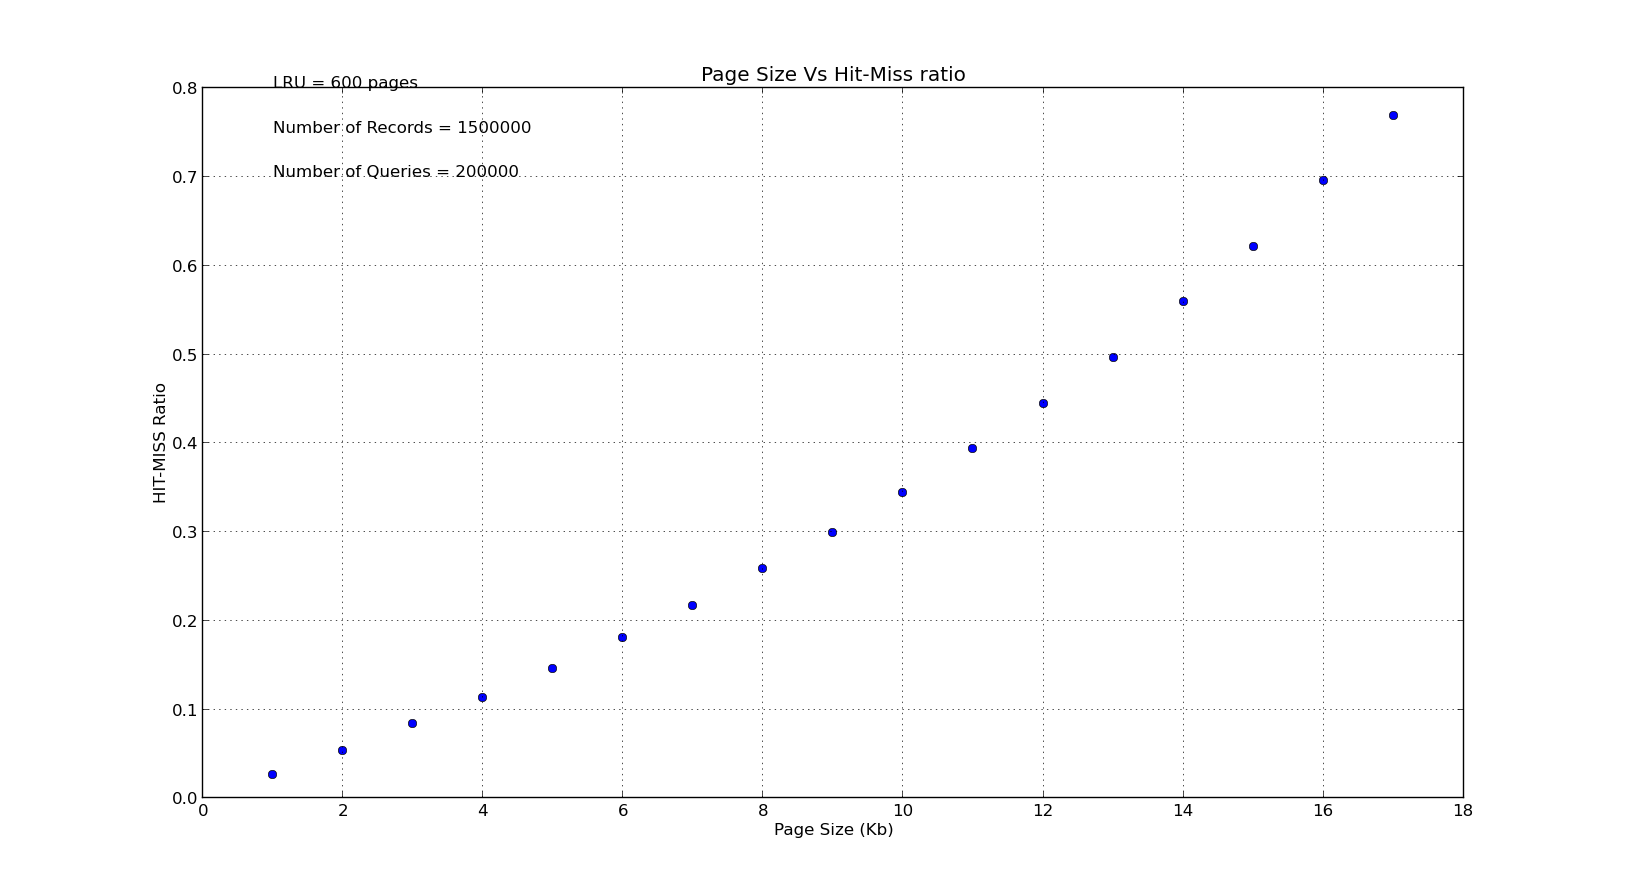 Page Size Vs Hit-Miss ratio
LRU = 600 pages
Number of Records = 1500000
Number of Queries = 200000
HIT-MISS Ratio
0.8
0.7
0.6
0.5
0.4
0.3
0.2
0.1
0.0
0 2 4 6 8 10 12 14 16 18
Page Size (Kb)